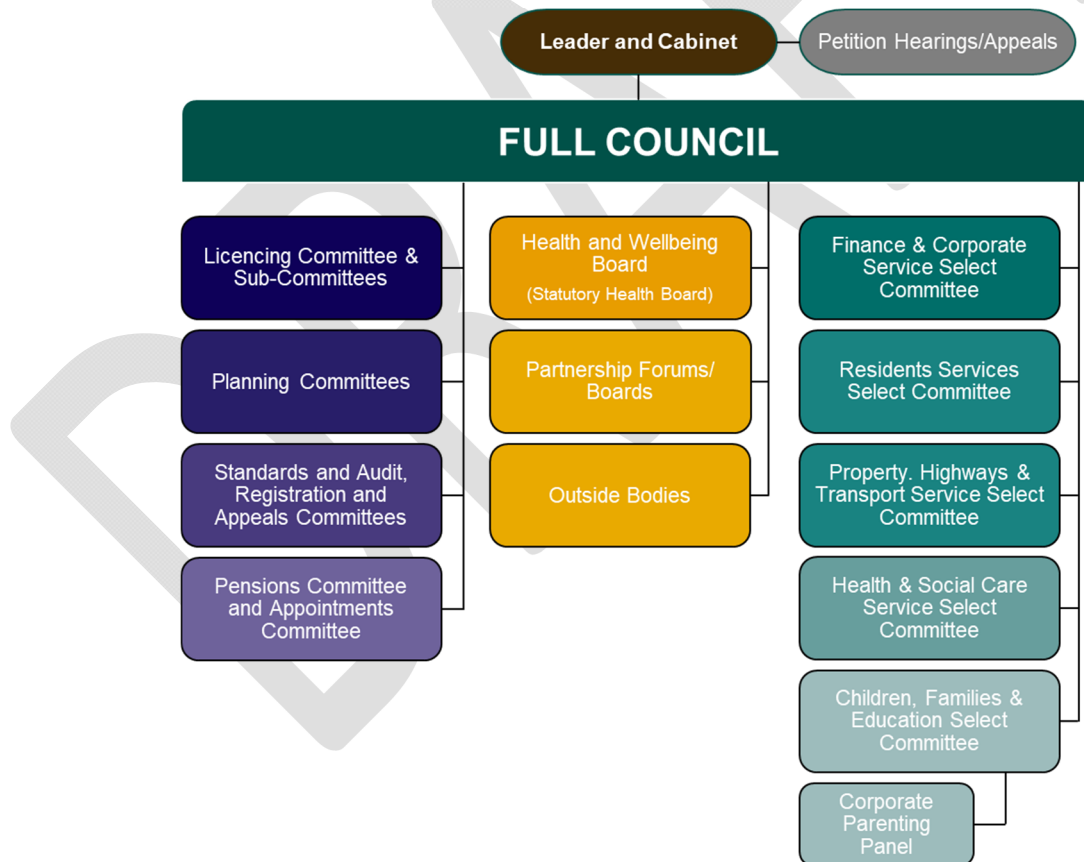 Leader and Cabinet
Petition Hearings/Appeals
FULL COUNCIL
Licencing Committee &
Sub-Committees
Planning Committees
Standards and Audit,
Registration and
Appeals Committees
Pensions Committee
and Appointments
Committee
Health and Wellbeing
Board
(Statutory Health Board)
Partnership Forums/
Boards
Outside Bodies
Finance & Corporate
Service Select
Committee
Residents Services
Select Committee
Property. Highways &
Transport Service Select
Committee
Health & Social Care
Service Select
Committee
Children, Families &
Education Select
Committee
Corporate
Parenting
Panel